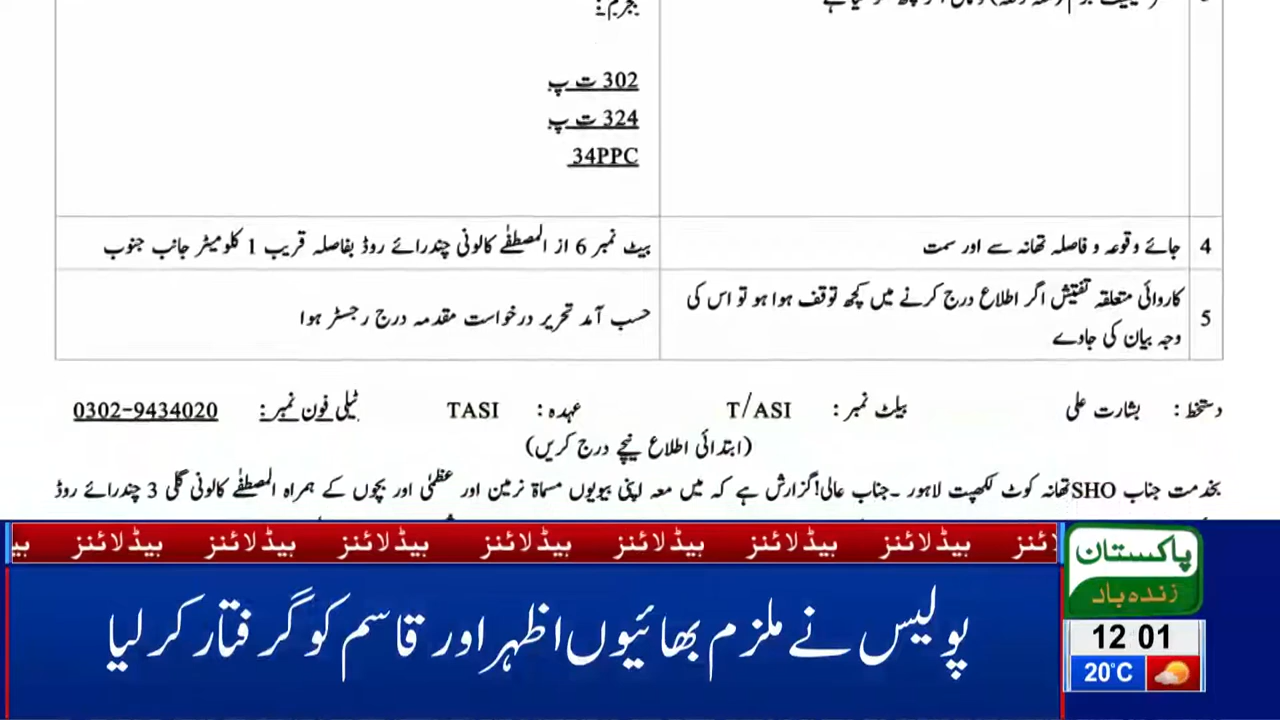 بجرم:
302 ت پ
324 ت پ
34PPC
4 جائے وقوعہ و فاصلہ تھانہ سے اور سمت بیٹ نمبر 6 از المصطفٰے کالونی چندرائے روڈ بفاصلہ قریب 1 کلومیٹر جانب جنوب
5 کاروائی متعلقہ تفتیش اگر اطلاع درج کرنے میں کچھ توقف ہوا ہو تو اس کی
وجہ بیان کی جاوے
حسب آمد تحریر درخواست مقدمہ درج رجسٹر ہوا
دستخط: بشارت علی بیلٹ نمبر: T/ASI عہدہ: TASI ٹیلی فون نمبر: 0302-9434020
(ابتدائی اطلاع نیچے درج کریں)
بخدمت جناب SHO تھانہ کوٹ لکھپت لاہور۔جناب عالی!گزارش ہے کہ میں معہ اپنی بیویوں مسماة نرمین اور عظمیٰ اور بچوں کے ہمراہ المصطفٰے کالونی گلی 3 چندرائے روڈ
ہیڈلائنز ہیڈلائنز ہیڈلائنز ہیڈلائنز ہیڈلائنز ہیڈلائنز ہیڈلائنز
پولیس نے ملزم بھائیوں اظہر اور قاسم کو گرفتار کر لیا
پاکستان
زندہ باد
12 01
20°C